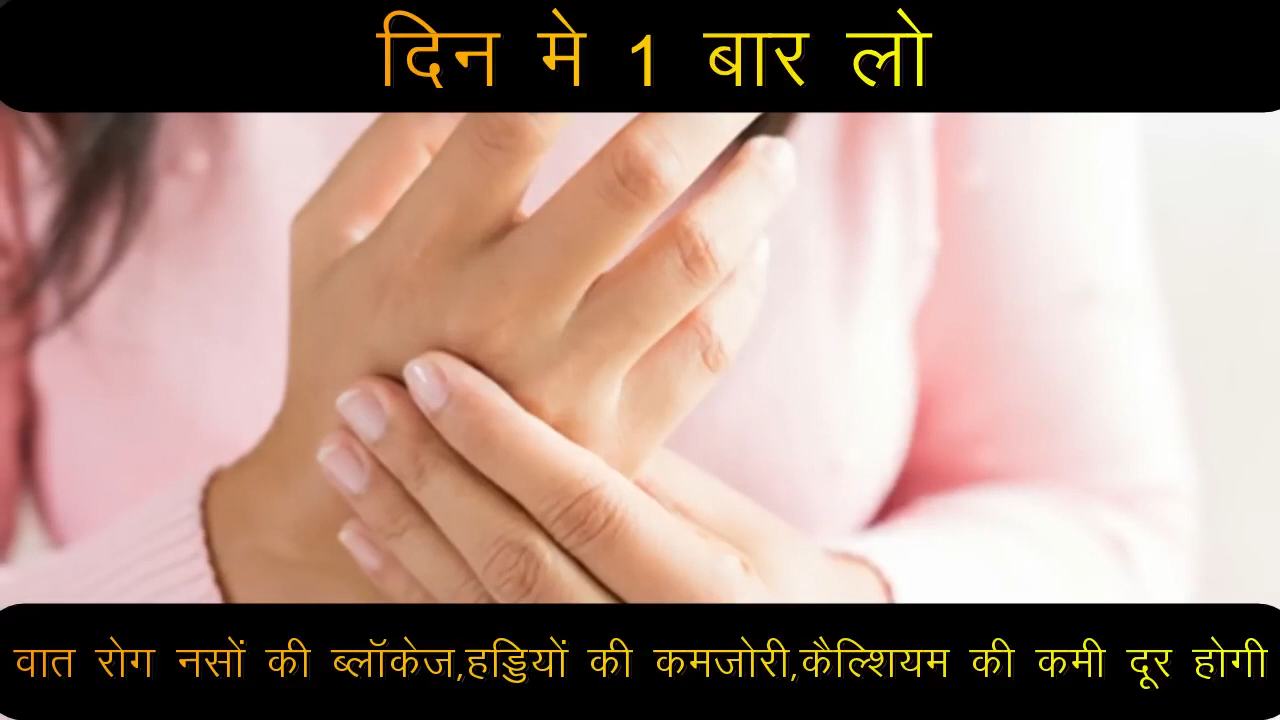 दिन मे 1 बार लो
वात रोग नसों की ब्लॉकेज,हड्डियों की कमजोरी,कैल्शियम की कमी दूर होगी